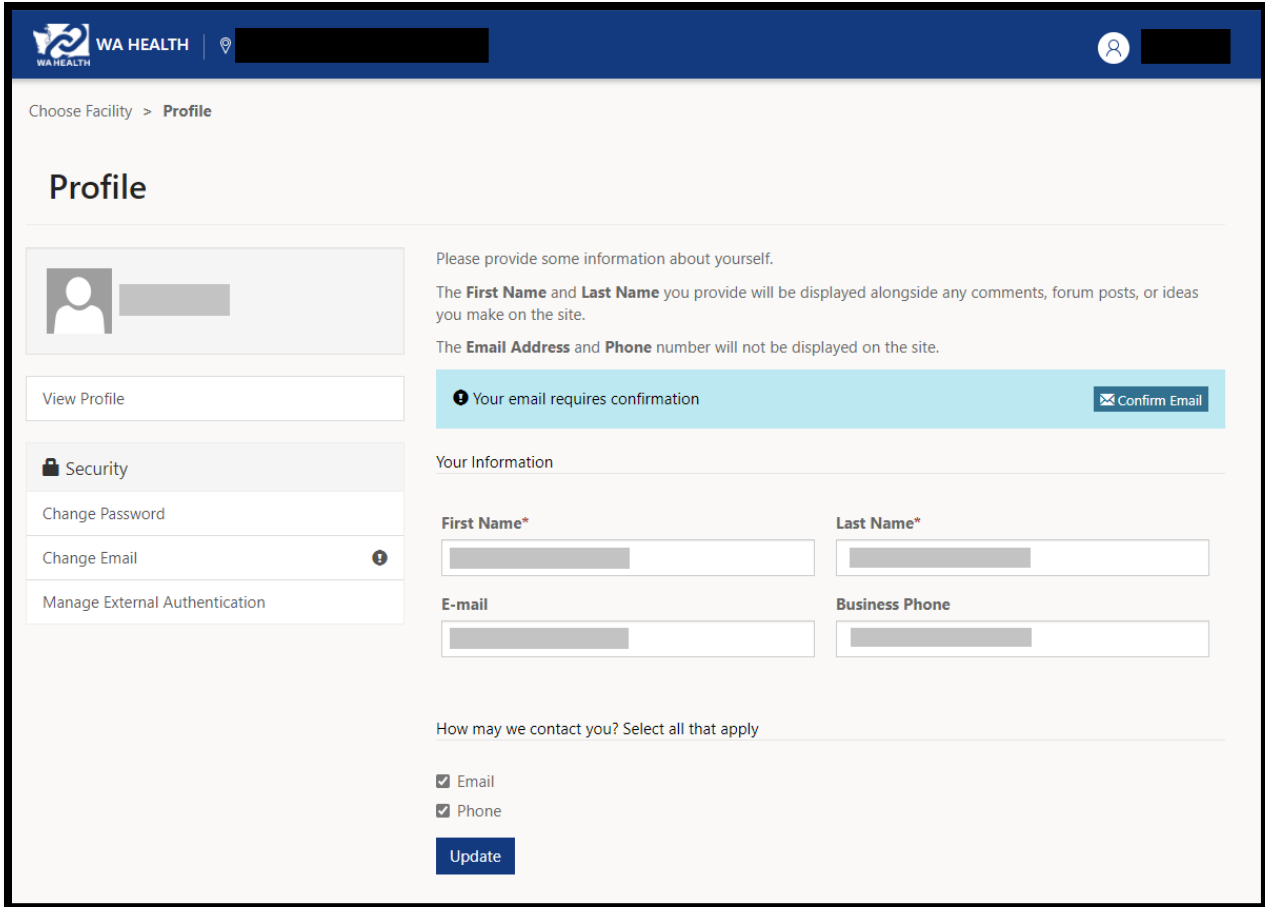 WA HEALTH
WA HEALTH
Choose Facility > Profile
Profile
View Profile
Security
Change Password
Change Email
Manage External Authentication
Please provide some information about yourself.
The First Name and Last Name you provide will be displayed alongside any comments, forum posts, or ideas
you make on the site.
The Email Address and Phone number will not be displayed on the site.
Your email requires confirmation
Confirm Email
Your Information
First Name*
Last Name*
E-mail
Business Phone
How may we contact you? Select all that apply
Email
Phone
Update